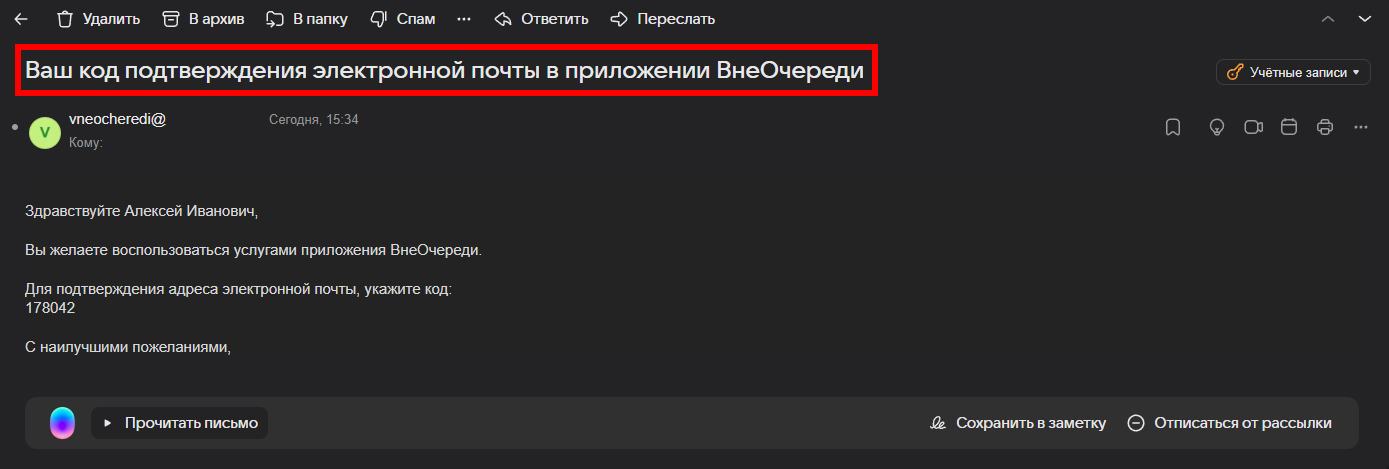 Удалить В архив В папку Спам Ответить Переслать
Ваш код подтверждения электронной почты в приложении ВнеОчереди
Учётные записи
V
vneocheredi@ Сегодня, 15:34
Кому:
Здравствуйте Алексей Иванович,
Вы желаете воспользоваться услугами приложения ВнеОчереди.
Для подтверждения адреса электронной почты, укажите код:
178042
С наилучшими пожеланиями,
Прочитать письмо Сохранить в заметку Отписаться от рассылки